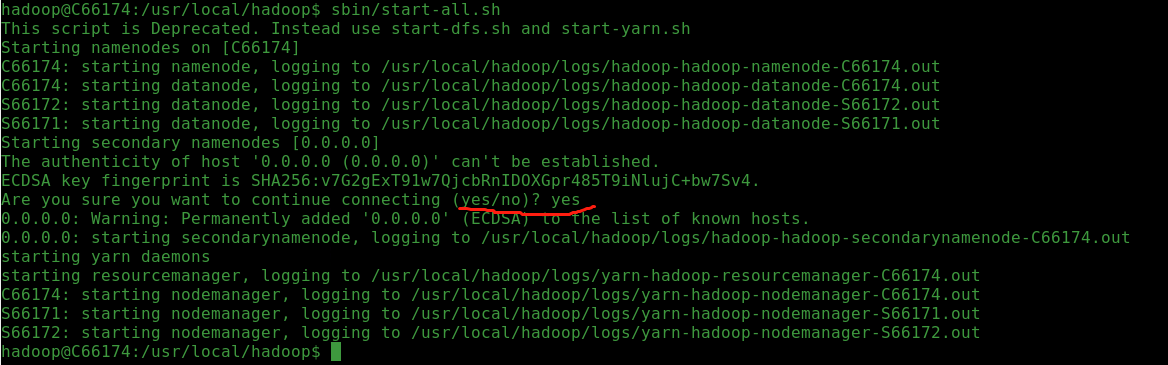 hadoop@C66174:/usr/local/hadoop$ sbin/start-all.sh
This script is Deprecated. Instead use start-dfs.sh and start-yarn.sh
Starting namenodes on [C66174]
C66174: starting namenode, logging to /usr/local/hadoop/logs/hadoop-hadoop-namenode-C66174.out
C66174: starting datanode, logging to /usr/local/hadoop/logs/hadoop-hadoop-datanode-C66174.out
S66172: starting datanode, logging to /usr/local/hadoop/logs/hadoop-hadoop-datanode-S66172.out
S66171: starting datanode, logging to /usr/local/hadoop/logs/hadoop-hadoop-datanode-S66171.out
Starting secondary namenodes [0.0.0.0]
The authenticity of host '0.0.0.0 (0.0.0.0)' can't be established.
ECDSA key fingerprint is SHA256:v7G2gExT91w7QjcbRnIDOXGpr485T9iNlujC+bw7Sv4.
Are you sure you want to continue connecting (yes/no)? yes
0.0.0.0: Warning: Permanently added '0.0.0.0' (ECDSA) to the list of known hosts.
0.0.0.0: starting secondarynamenode, logging to /usr/local/hadoop/logs/hadoop-hadoop-secondarynamenode-C66174.out
starting yarn daemons
starting resourcemanager, logging to /usr/local/hadoop/logs/yarn-hadoop-resourcemanager-C66174.out
C66174: starting nodemanager, logging to /usr/local/hadoop/logs/yarn-hadoop-nodemanager-C66174.out
S66171: starting nodemanager, logging to /usr/local/hadoop/logs/yarn-hadoop-nodemanager-S66171.out
S66172: starting nodemanager, logging to /usr/local/hadoop/logs/yarn-hadoop-nodemanager-S66172.out
hadoop@C66174:/usr/local/hadoop$